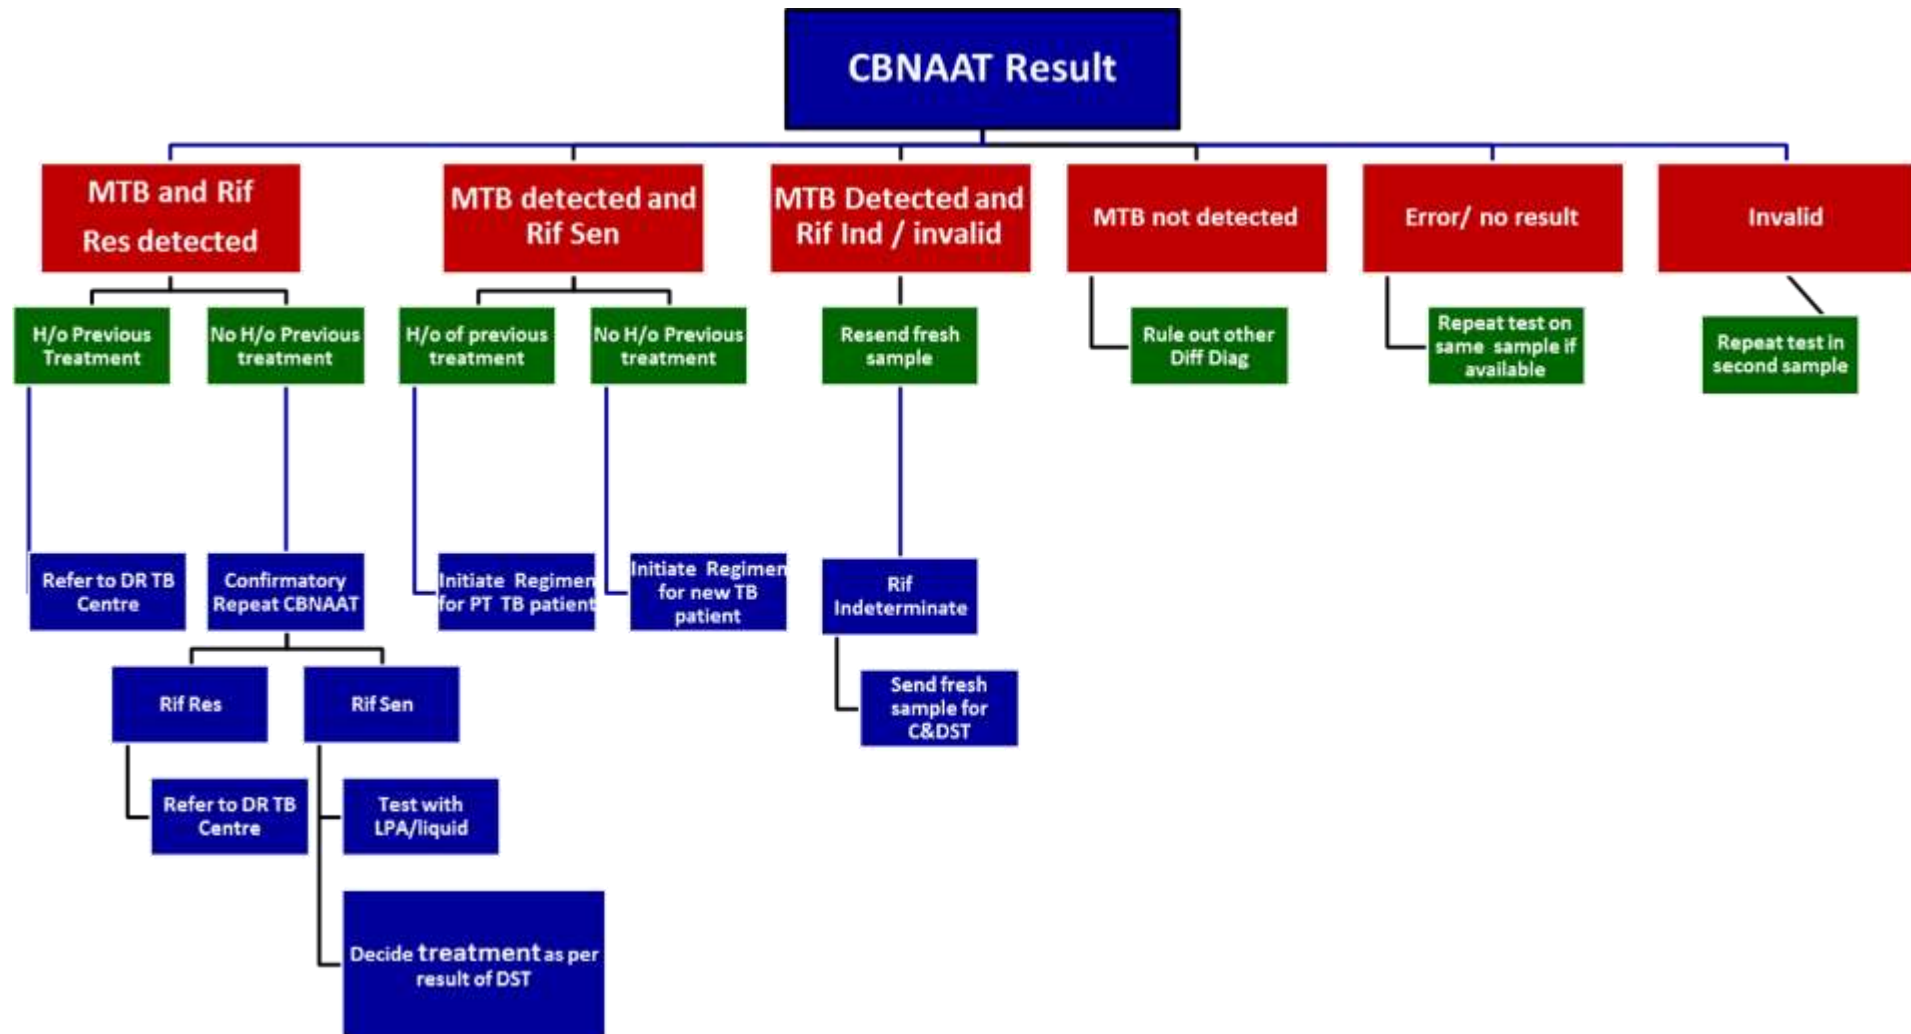 CBNAAT Result
MTB and Rif
Res detected
MTB detected and
Rif Sen
MTB Detected and
Rif Ind / invalid
MTB not detected
Error/ no result
Invalid
H/o Previous
Treatment
No H/o Previous
treatment
H/o of previous
treatment
No H/o Previous
treatment
Resend fresh
sample
Rule out other
Diff Diag
Repeat test on
same sample if
available
Repeat test in
second sample
Refer to DR TB
Centre
Confirmatory
Repeat CBNAAT
Initiate Regimen
for PT TB patient
Initiate Regimen
for new TB
patient
Rif
Indeterminate
Rif Res
Rif Sen
Send fresh
sample for
C&DST
Refer to DR TB
Centre
Test with
LPA/liquid
Decide treatment as per
result of DST